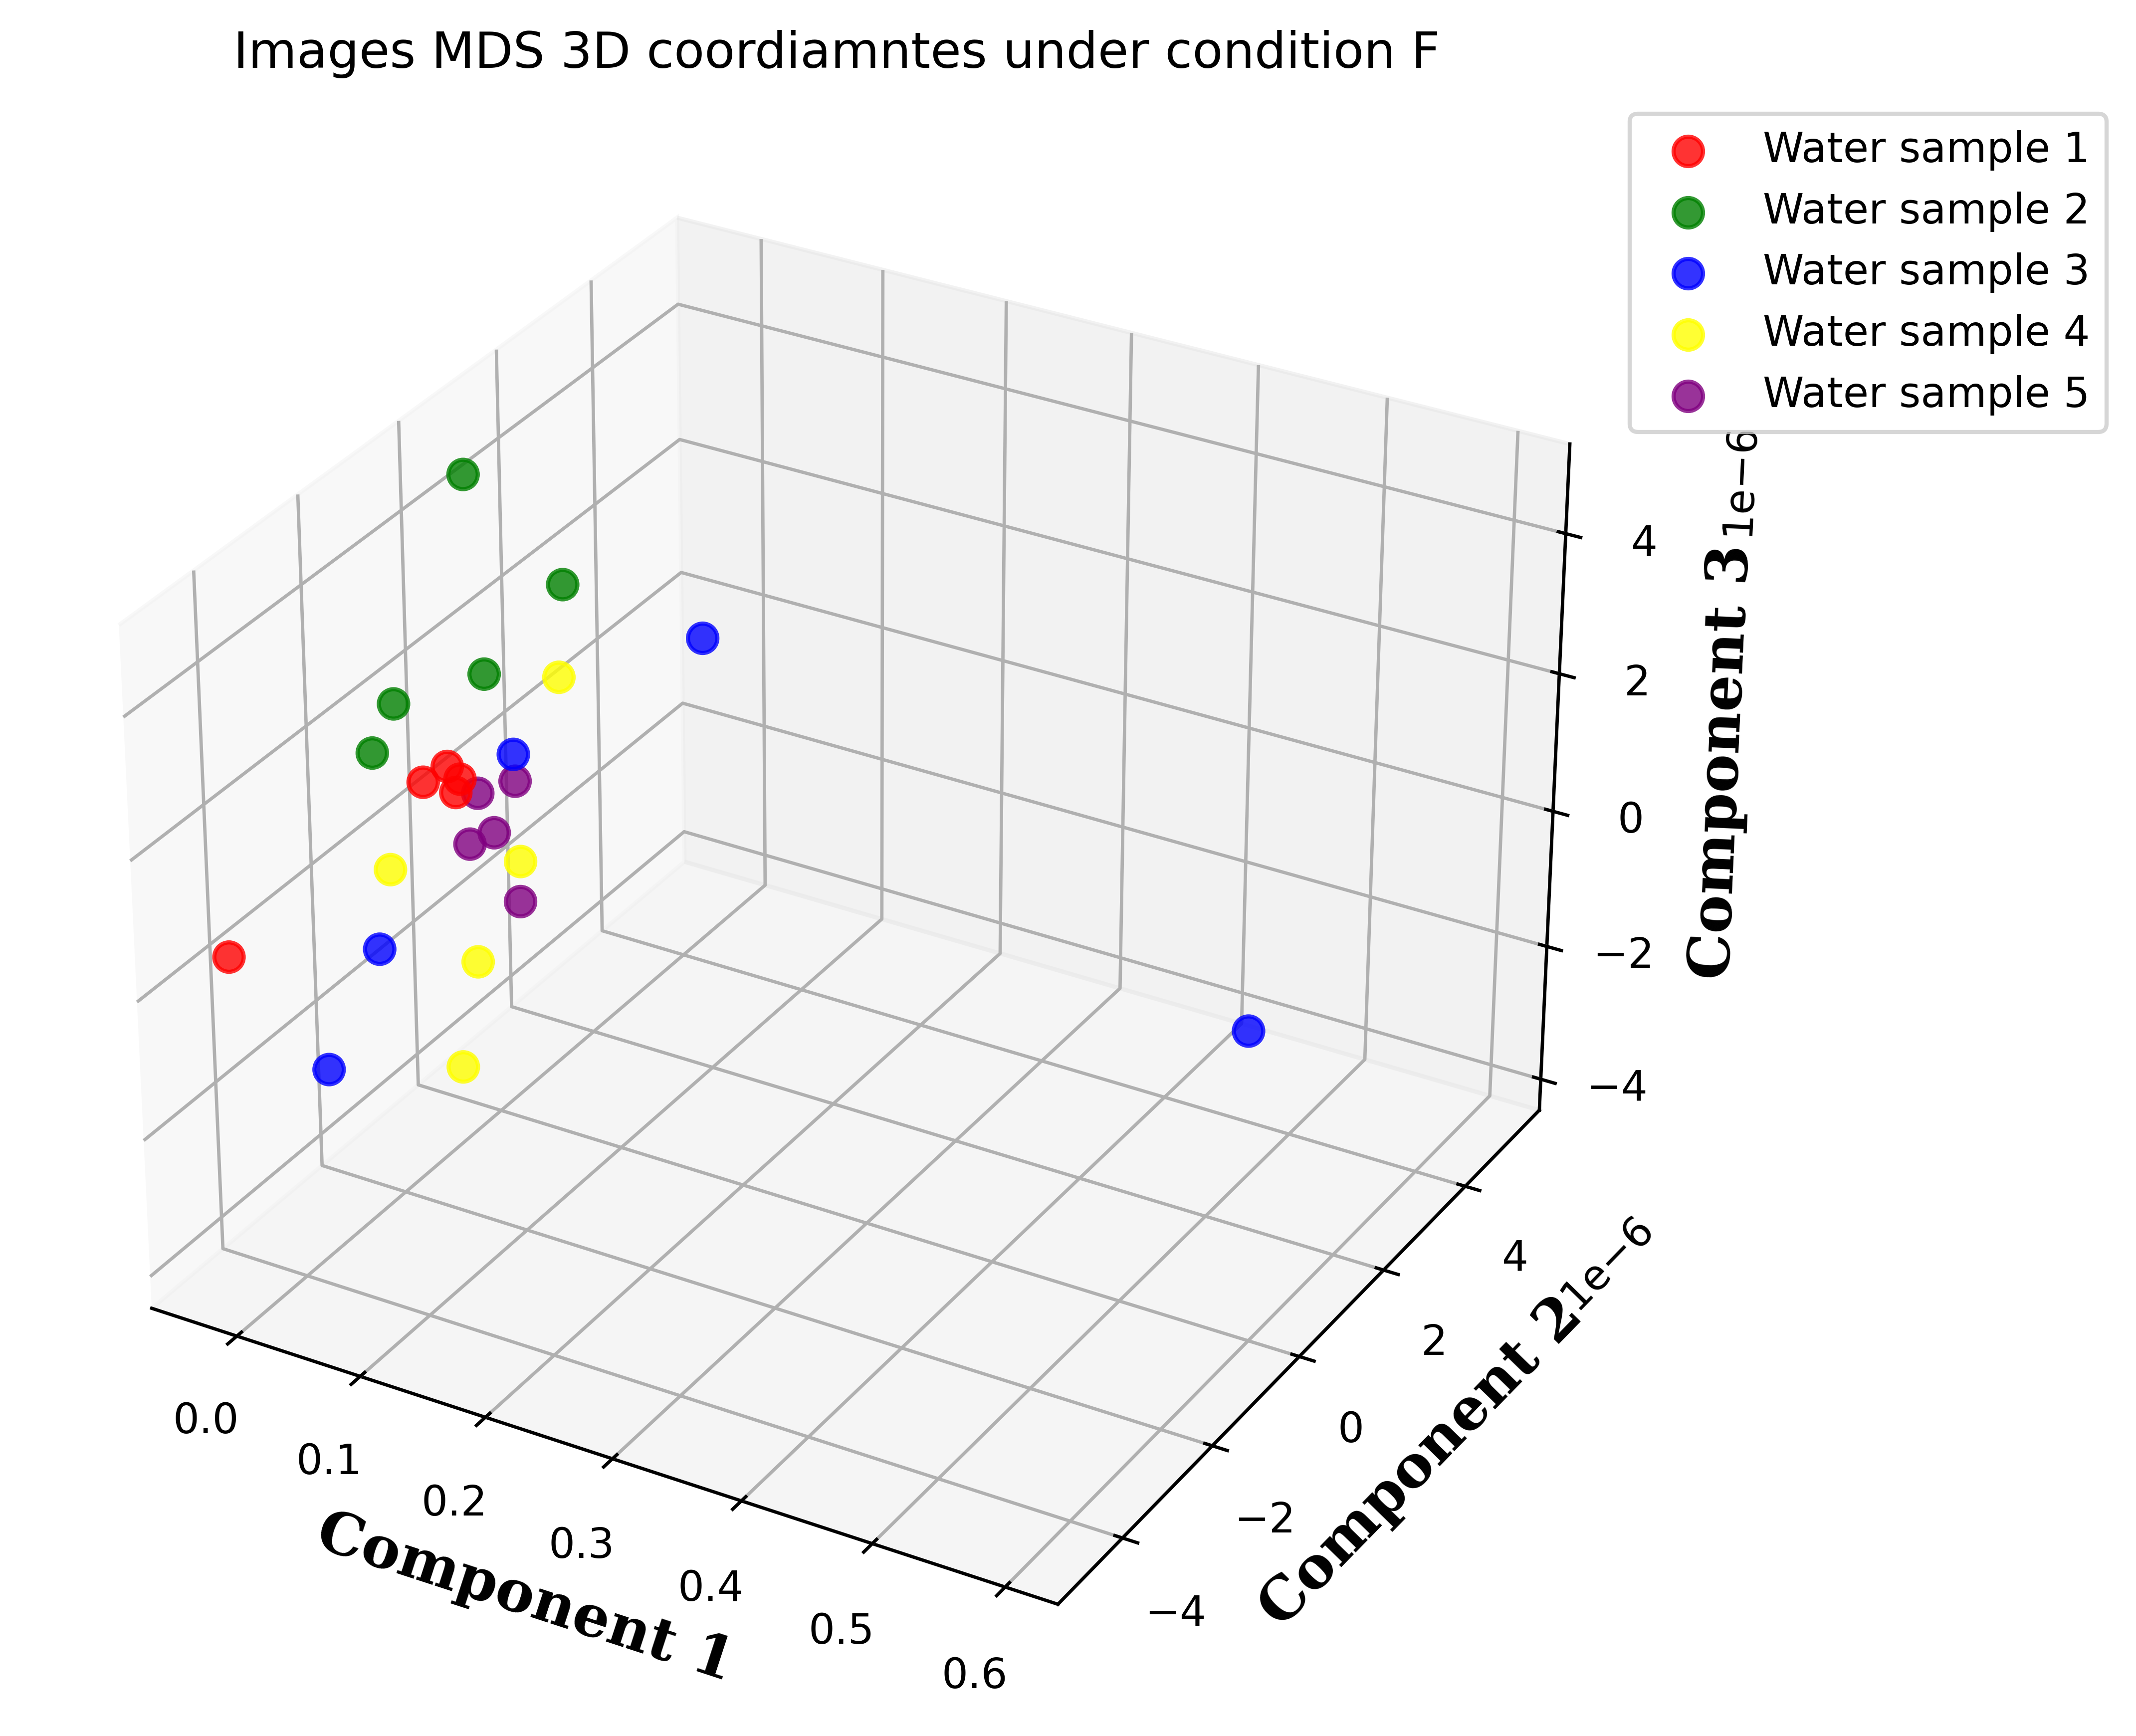 Images MDS 3D coordiamntes under condition F
Water sample 1
Water sample 2
Water sample 3
Water sample 4
Water sample 5
1e−6
4
2
0
−2
−4
Component 3
1e−6
4
2
0
−2
−4
Component 2
0.0
0.1
0.2
0.3
0.4
0.5
0.6
Component 1